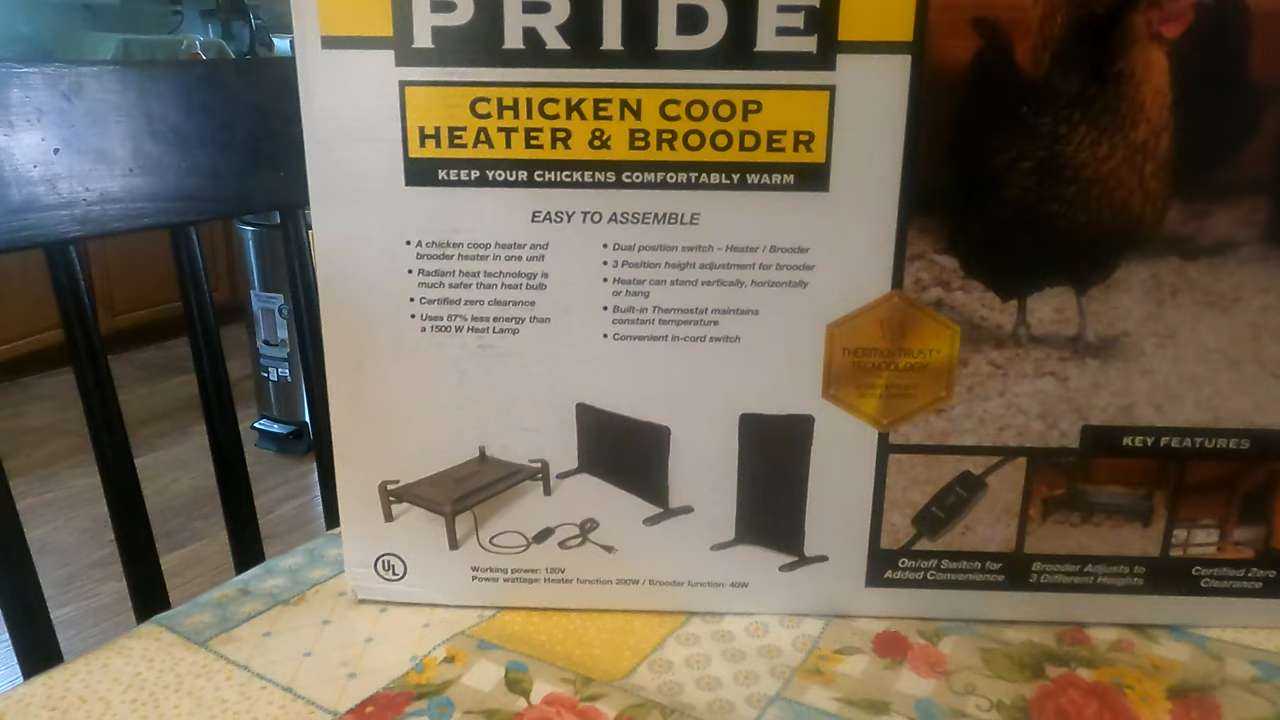 PRIDE
CHICKEN COOP
HEATER & BROODER
KEEP YOUR CHICKENS COMFORTABLY WARM
EASY TO ASSEMBLE
• A chicken coop heater and
brooder heater in one unit
• Radiant heat technology is
much safer than heat bulb
• Certified zero clearance
• Uses 87% less energy than
a 1500 W Heat Lamp
• Dual position switch – Heater / Brooder
• 3 Position height adjustment for brooder
• Heater can stand vertically, horizontally
or hang
• Built-in Thermostat maintains
constant temperature
• Convenient in-cord switch
THERMO-TRUST
TECHNOLOGY
UL
Working power: 120V
Power wattage: Heater function 200W / Brooder function: 40W
KEY FEATURES
On/off Switch for
Added Convenience
Brooder Adjusts to
3 Different Heights
Certified Zero
Clearance